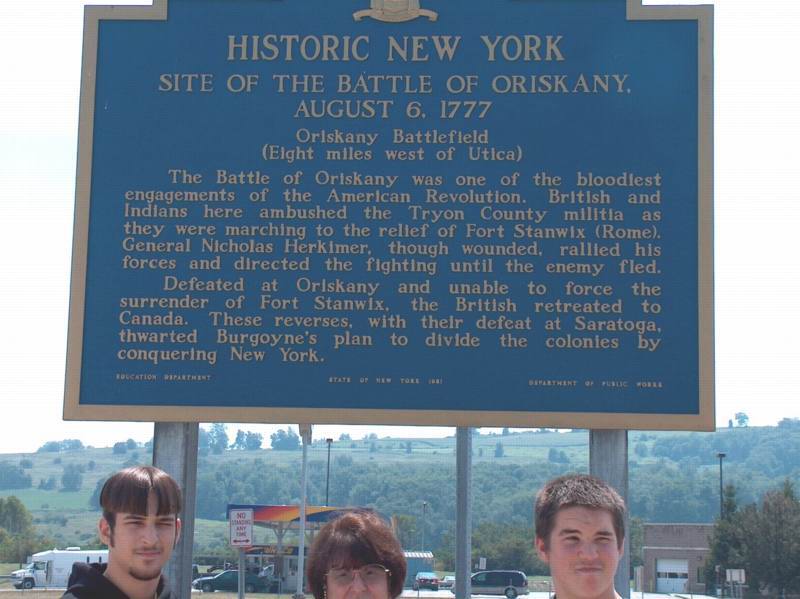 HISTORIC NEW YORK
SITE OF THE BATTLE OF ORISKANY,
AUGUST 6, 1777
Oriskany Battlefield
(Eight miles west of Utica)
The Battle of Oriskany was one of the bloodiest
engagements of the American Revolution. British and
Indians here ambushed the Tryon County militia as
they were marching to the relief of Fort Stanwix (Rome).
General Nicholas Herkimer, though wounded, rallied his
forces and directed the fighting until the enemy fled.
Defeated at Oriskany and unable to force the
surrender of Fort Stanwix, the British retreated to
Canada. These reverses, with their defeat at Saratoga,
thwarted Burgoyne's plan to divide the colonies by
conquering New York.
EDUCATION DEPARTMENT STATE OF NEW YORK DEPARTMENT OF PUBLIC WORKS
NO
STANDING
ANY
TIME